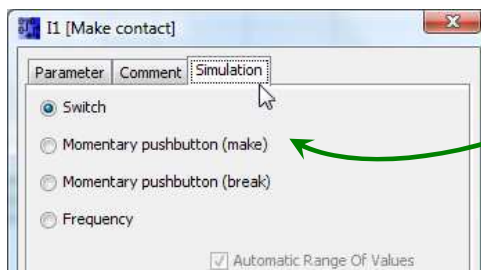 I1 [Make contact]
Parameter Comment Simulation
Switch
Momentary pushbutton (make)
Momentary pushbutton (break)
Frequency
Automatic Range Of Values